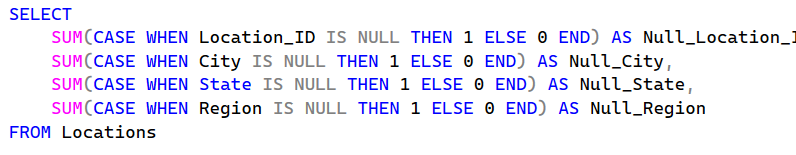 SELECT
SUM(CASE WHEN Location_ID IS NULL THEN 1 ELSE 0 END) AS
SUM(CASE WHEN City IS NULL THEN 1 ELSE 0 END) AS Null_City,
SUM(CASE WHEN State IS NULL THEN 1 ELSE 0 END) AS Null_State,
SUM(CASE WHEN Region IS NULL THEN 1 ELSE 0 END) AS Null_Region
FROM Locations